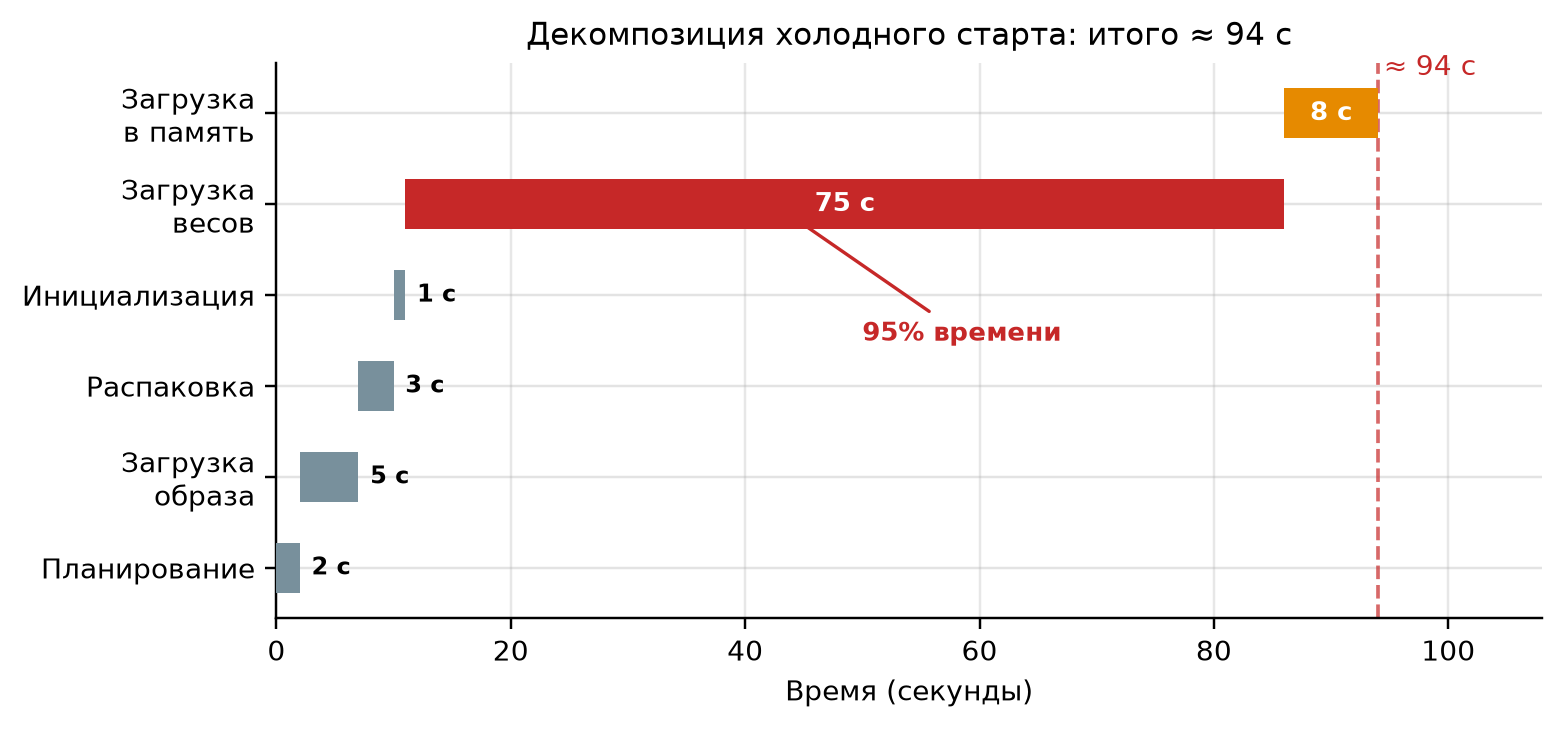 Декомпозиция холодного старта: итого ≈ 94 с
≈ 94 с
Загрузка
в память
8 с
Загрузка
весов
75 с
Инициализация
1 с
95% времени
Распаковка
3 с
Загрузка
образа
5 с
Планирование
2 с
0 20 40 60 80 100
Время (секунды)